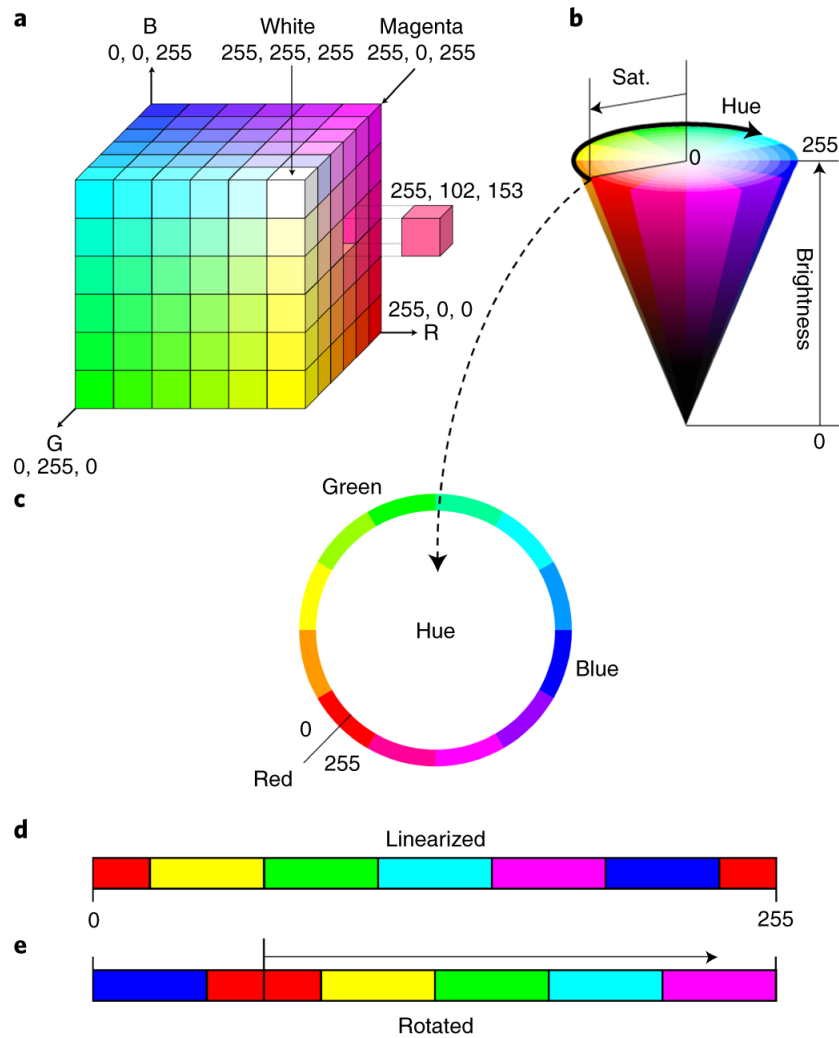 a
B
0, 0, 255
White
255, 255, 255
Magenta
255, 0, 255
255, 102, 153
255, 0, 0
R
G
0, 255, 0
b
Sat.
Hue
0
255
Brightness
0
c
Green
Hue
Blue
0
255
Red
d
Linearized
0
255
e
Rotated